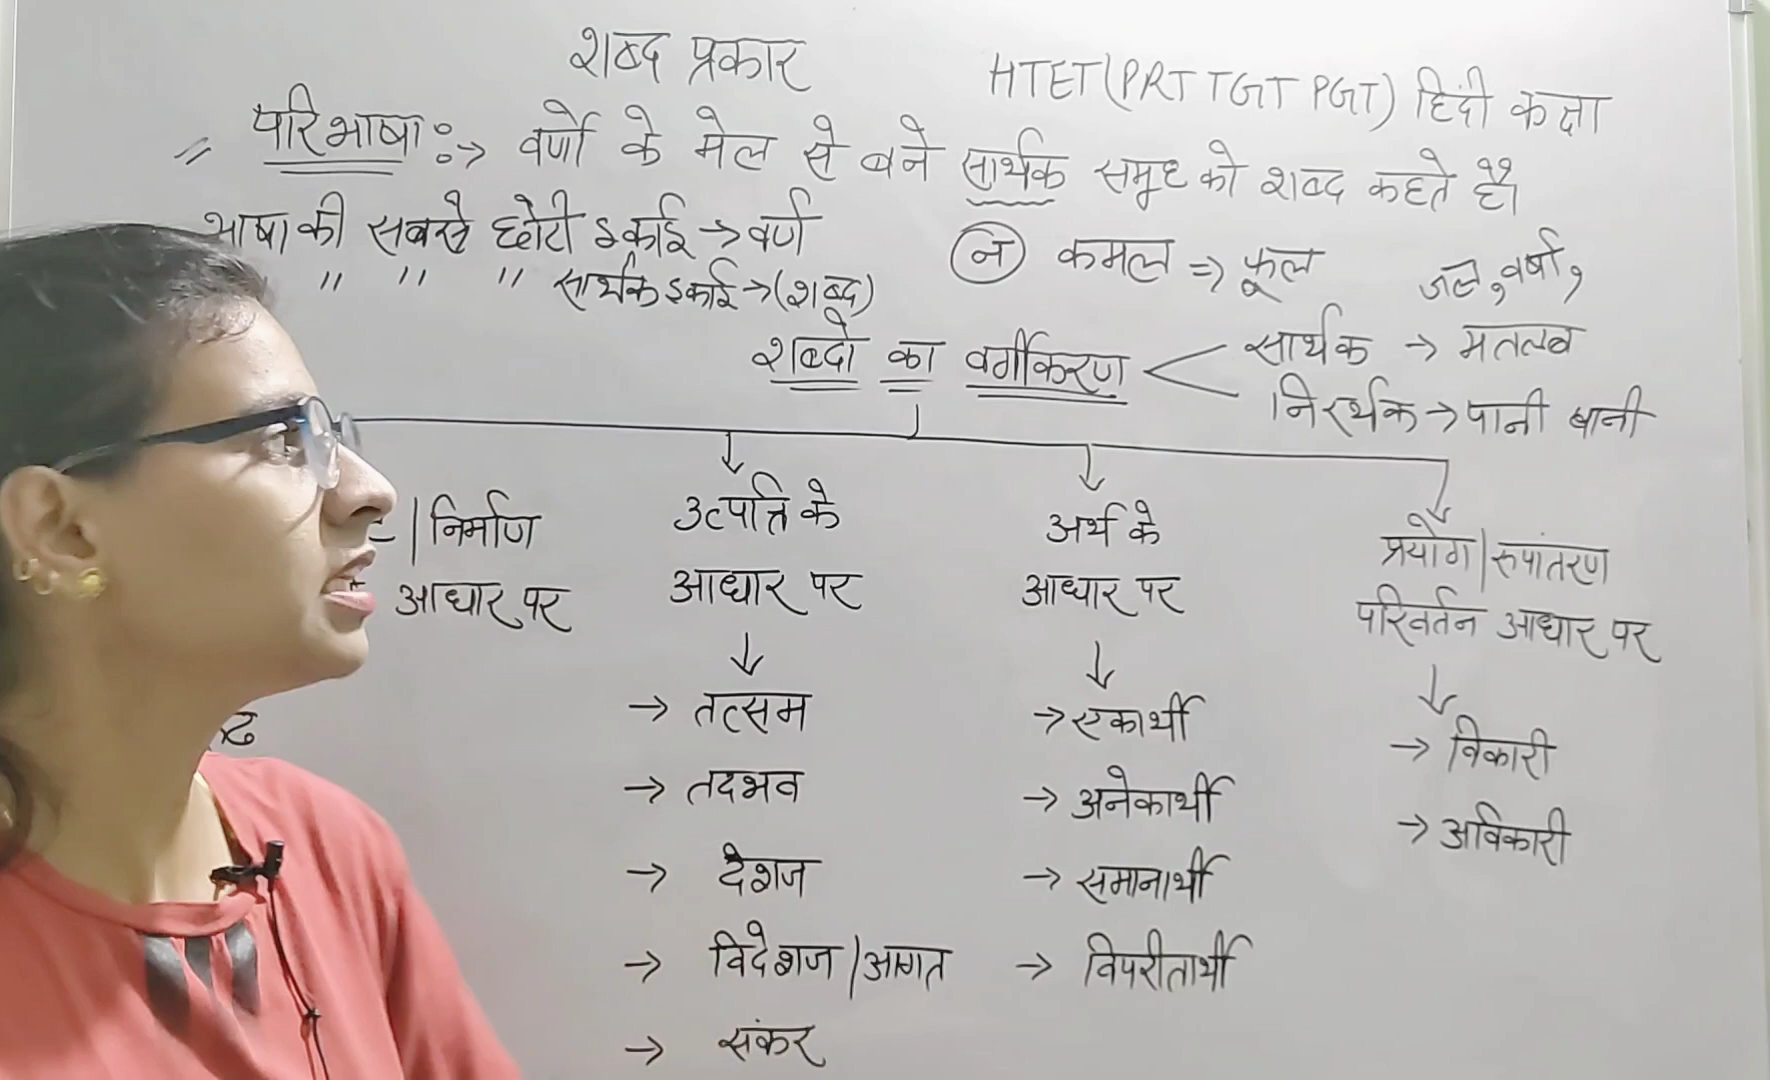 शब्द प्रकार
HTET(PRT TGT PGT) हिंदी कक्षा
परिभाषा :→ वर्णो के मेल से बने सार्थक समूह को शब्द कहते है।
भाषा की सबसे छोटी इकाई → वर्ण
न कमल ⇒ फूल जल, वर्षा,
" " " सार्थक इकाई → (शब्द)
शब्दो का वर्गीकरण
सार्थक → मतलब
निरर्थक → पानी बानी
| निर्माण
आधार पर
उत्पत्ति के
आधार पर
→ तत्सम
→ तदभव
→ देशज
→ विदेशज / आगत
→ संकर
अर्थ के
आधार पर
→ एकार्थी
→ अनेकार्थी
→ समानार्थी
→ विपरीतार्थी
प्रयोग | रूपांतरण
परिवर्तन आधार पर
→ विकारी
→ अविकारी